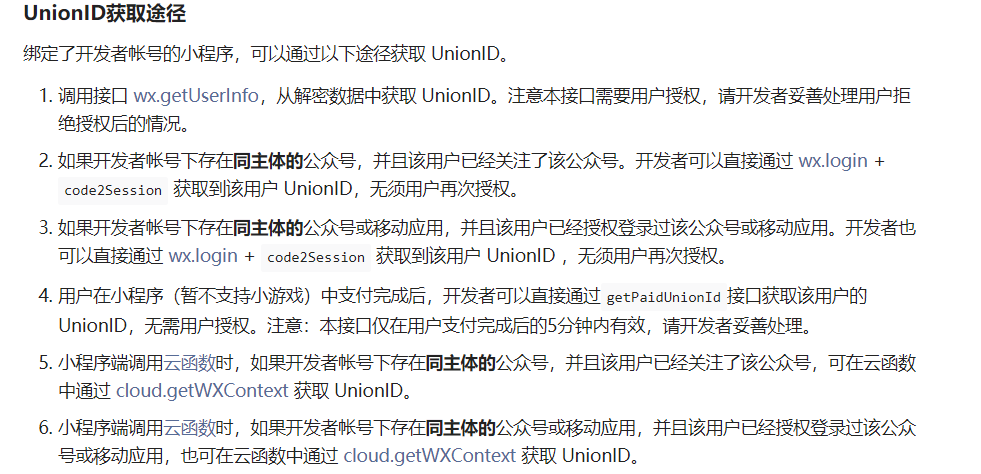 UnionID获取途径
绑定了开发者帐号的小程序，可以通过以下途径获取 UnionID。
1. 调用接口 wx.getUserInfo，从解密数据中获取 UnionID。注意本接口需要用户授权，请开发者妥善处理用户拒
绝授权后的情况。
2. 如果开发者帐号下存在同主体的公众号，并且该用户已经关注了该公众号。开发者可以直接通过 wx.login +
code2Session 获取到该用户 UnionID，无须用户再次授权。
3. 如果开发者帐号下存在同主体的公众号或移动应用，并且该用户已经授权登录过该公众号或移动应用。开发者也
可以直接通过 wx.login + code2Session 获取到该用户 UnionID ，无须用户再次授权。
4. 用户在小程序（暂不支持小游戏）中支付完成后，开发者可以直接通过 getPaidUnionId 接口获取该用户的
UnionID，无需用户授权。注意：本接口仅在用户支付完成后的5分钟内有效，请开发者妥善处理。
5. 小程序端调用云函数时，如果开发者帐号下存在同主体的公众号，并且该用户已经关注了该公众号，可在云函数
中通过 cloud.getWXContext 获取 UnionID。
6. 小程序端调用云函数时，如果开发者帐号下存在同主体的公众号或移动应用，并且该用户已经授权登录过该公众
号或移动应用，也可在云函数中通过 cloud.getWXContext 获取 UnionID。